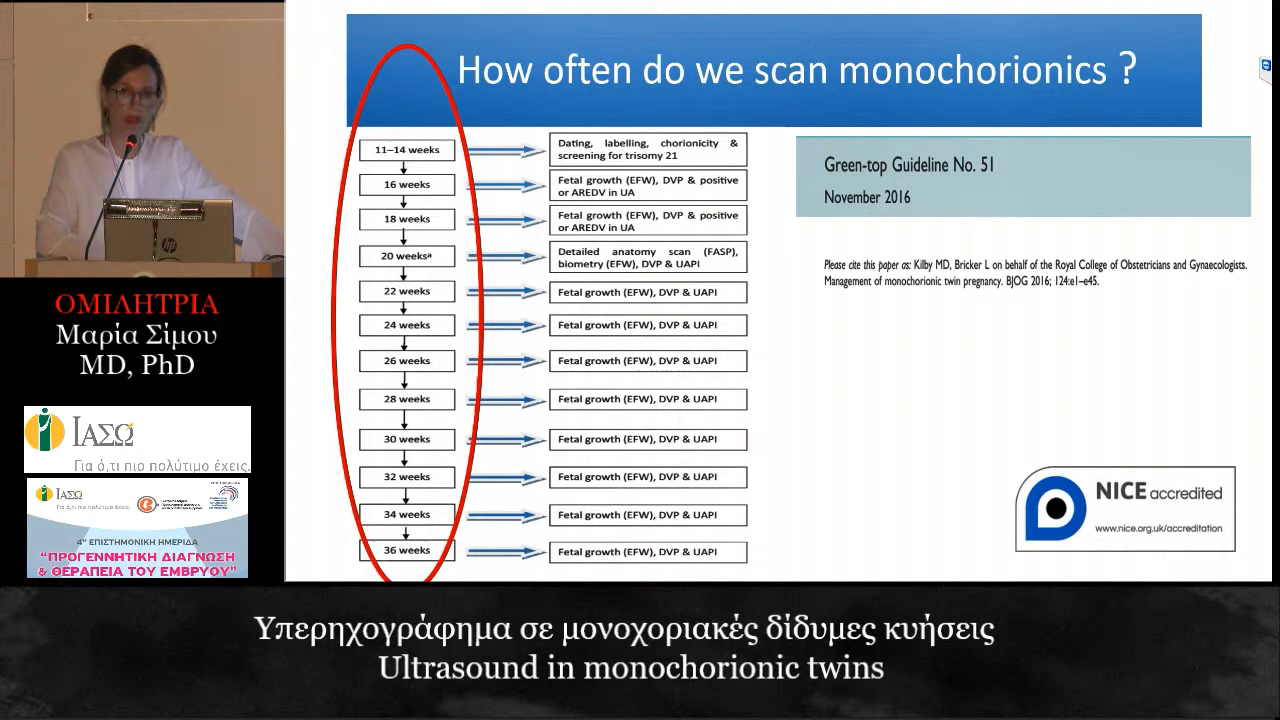 How often do we scan monochorionics ?
11–14 weeks
Dating, labelling, chorionicity &
screening for trisomy 21
16 weeks
Fetal growth (EFW), DVP & positive
or AREDV in UA
18 weeks
Fetal growth (EFW), DVP & positive
or AREDV in UA
20 weeksª
Detailed anatomy scan (FASP),
biometry (EFW), DVP & UAPI
22 weeks
Fetal growth (EFW), DVP & UAPI
24 weeks
Fetal growth (EFW), DVP & UAPI
26 weeks
Fetal growth (EFW), DVP & UAPI
28 weeks
Fetal growth (EFW), DVP & UAPI
30 weeks
Fetal growth (EFW), DVP & UAPI
32 weeks
Fetal growth (EFW), DVP & UAPI
34 weeks
Fetal growth (EFW), DVP & UAPI
36 weeks
Fetal growth (EFW), DVP & UAPI
Green-top Guideline No. 51
November 2016
Please cite this paper as: Kilby MD, Bricker L on behalf of the Royal College of Obstetricians and Gynaecologists.
Management of monochorionic twin pregnancy. BJOG 2016; 124:e1–e45.
NICE accredited
www.nice.org.uk/accreditation
hp
ΟΜΙΛΗΤΡΙΑ
Μαρία Σίμου
MD, PhD
ΙΑΣΩ
Για ό,τι πιο πολύτιμο έχεις.
ΙΑΣΩ
Για ό,τι πιο πολύτιμο έχεις.
4η ΕΠΙΣΤΗΜΟΝΙΚΗ ΗΜΕΡΙΔΑ
“ΠΡΟΓΕΝΝΗΤΙΚΗ ΔΙΑΓΝΩΣΗ
& ΘΕΡΑΠΕΙΑ ΤΟΥ ΕΜΒΡΥΟΥ”
Υπερηχογράφημα σε μονοχοριακές δίδυμες κυήσεις
Ultrasound in monochorionic twins